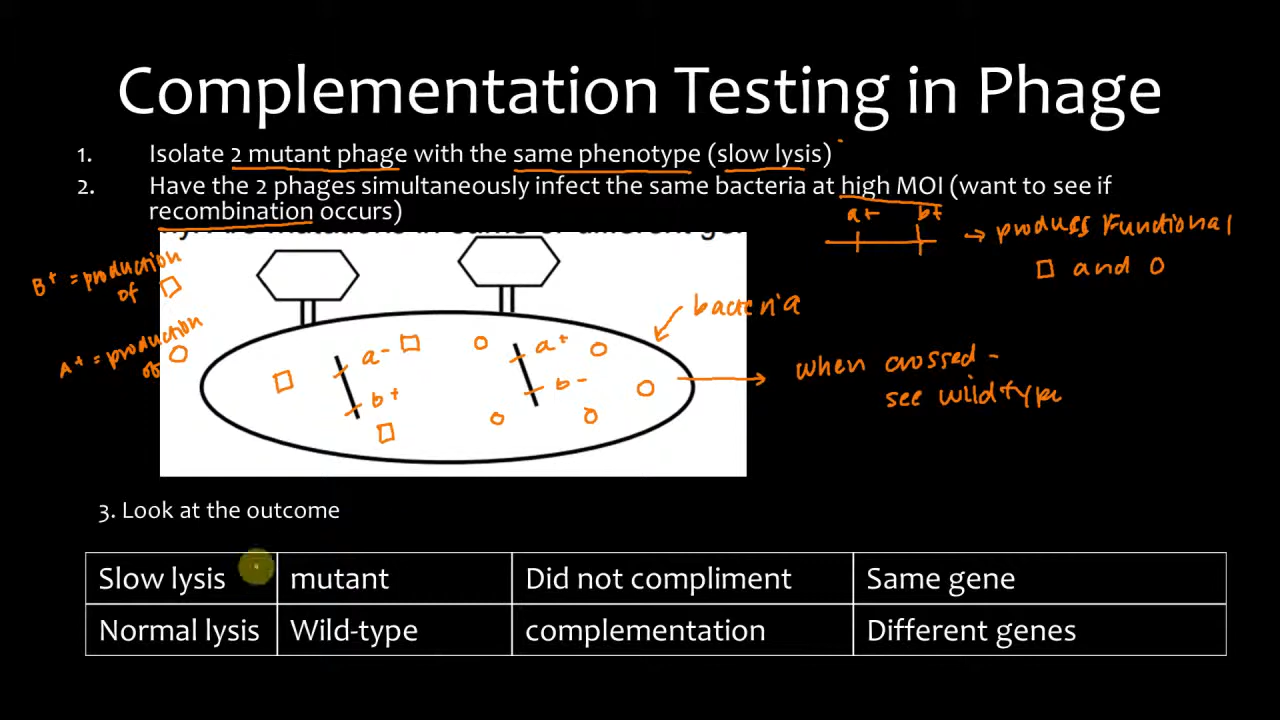 Complementation Testing in Phage
1. Isolate 2 mutant phage with the same phenotype (slow lysis)
2. Have the 2 phages simultaneously infect the same bacteria at high MOI (want to see if
recombination occurs)
a+ b+
→ produces Functional
□ and O
B+ = production
of □
A+ = production
of O
bacteria
a- a+
b+ b-
when crossed -
see wildtype
3. Look at the outcome
Slow lysis mutant Did not compliment Same gene
Normal lysis Wild-type complementation Different genes